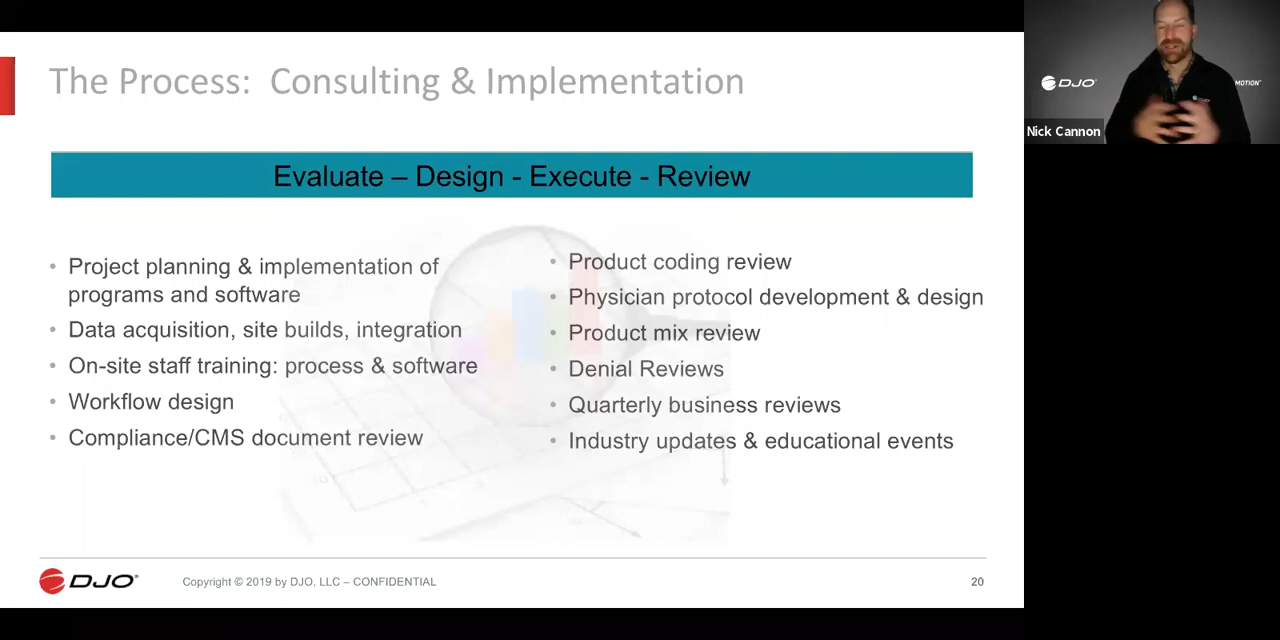 The Process: Consulting & Implementation
Evaluate – Design - Execute - Review
• Project planning & implementation of
programs and software
• Data acquisition, site builds, integration
• On-site staff training: process & software
• Workflow design
• Compliance/CMS document review
• Product coding review
• Physician protocol development & design
• Product mix review
• Denial Reviews
• Quarterly business reviews
• Industry updates & educational events
DJO
Copyright © 2019 by DJO, LLC – CONFIDENTIAL
20
DJO
MOTION
Nick Cannon